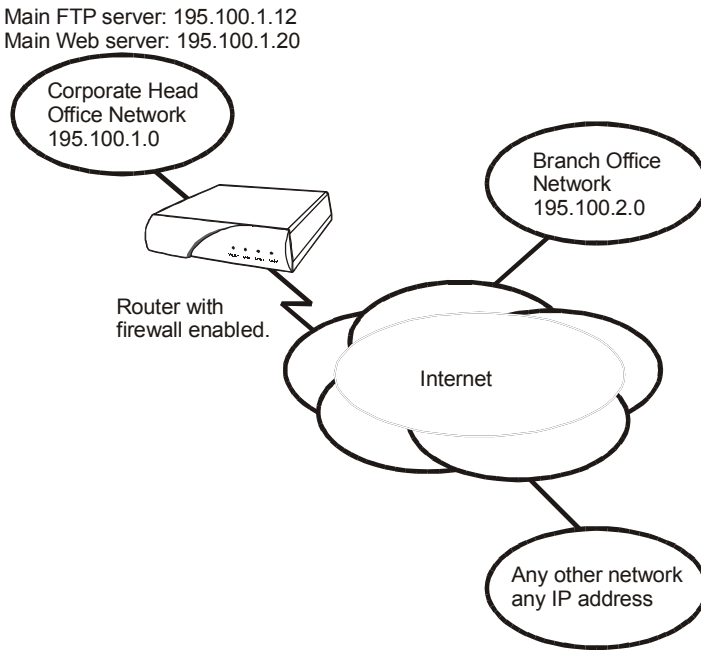 Main FTP server: 195.100.1.12
Main Web server: 195.100.1.20
Corporate Head
Office Network
195.100.1.0
Branch Office
Network
195.100.2.0
Router with
firewall enabled.
Internet
Any other network
any IP address